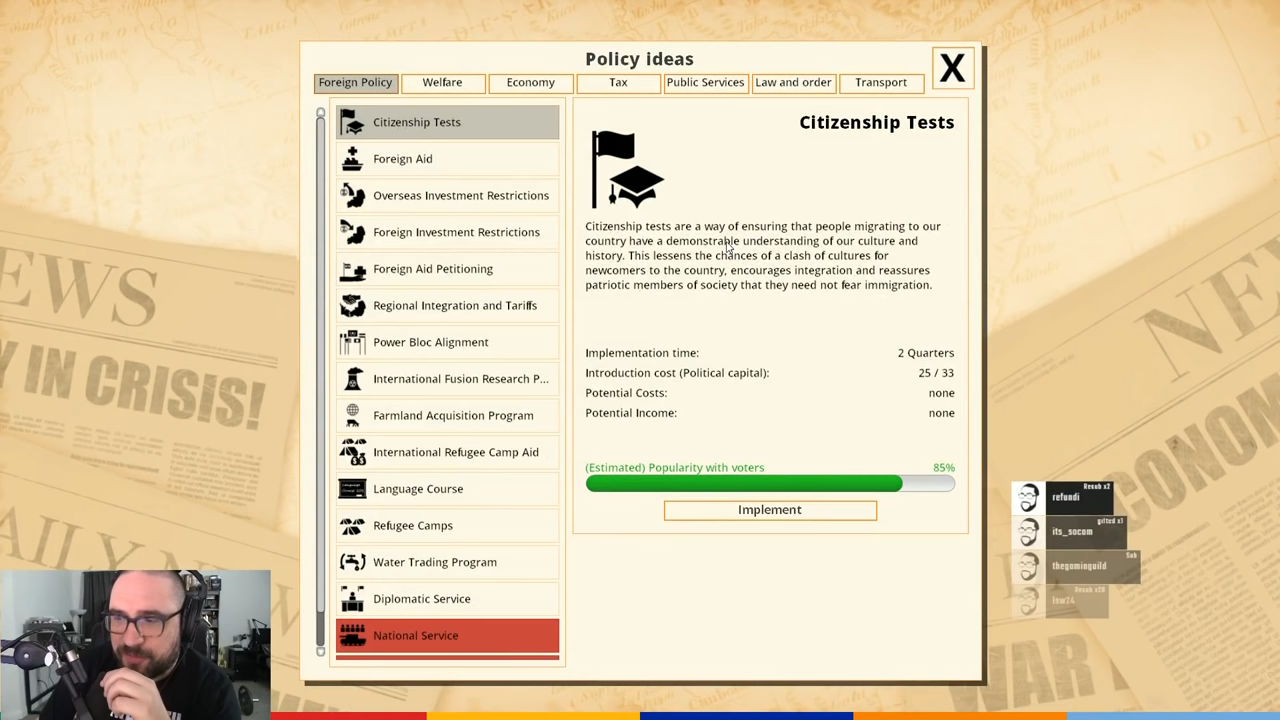 Policy ideas
X
Foreign Policy
Welfare
Economy
Tax
Public Services
Law and order
Transport
Citizenship Tests
Foreign Aid
Overseas Investment Restrictions
Foreign Investment Restrictions
Foreign Aid Petitioning
Regional Integration and Tariffs
Power Bloc Alignment
International Fusion Research P...
Farmland Acquisition Program
International Refugee Camp Aid
Language Course
Refugee Camps
Water Trading Program
Diplomatic Service
National Service
Citizenship Tests
Citizenship tests are a way of ensuring that people migrating to our
country have a demonstrable understanding of our culture and
history. This lessens the chances of a clash of cultures for
newcomers to the country, encourages integration and reassures
patriotic members of society that they need not fear immigration.
Implementation time: 2 Quarters
Introduction cost (Political capital): 25 / 33
Potential Costs: none
Potential Income: none
(Estimated) Popularity with voters 85%
Implement
Resub x2
refundi
gifted x1
its_socom
Sub
thegaminguild
NEWS
Y IN CRISIS!